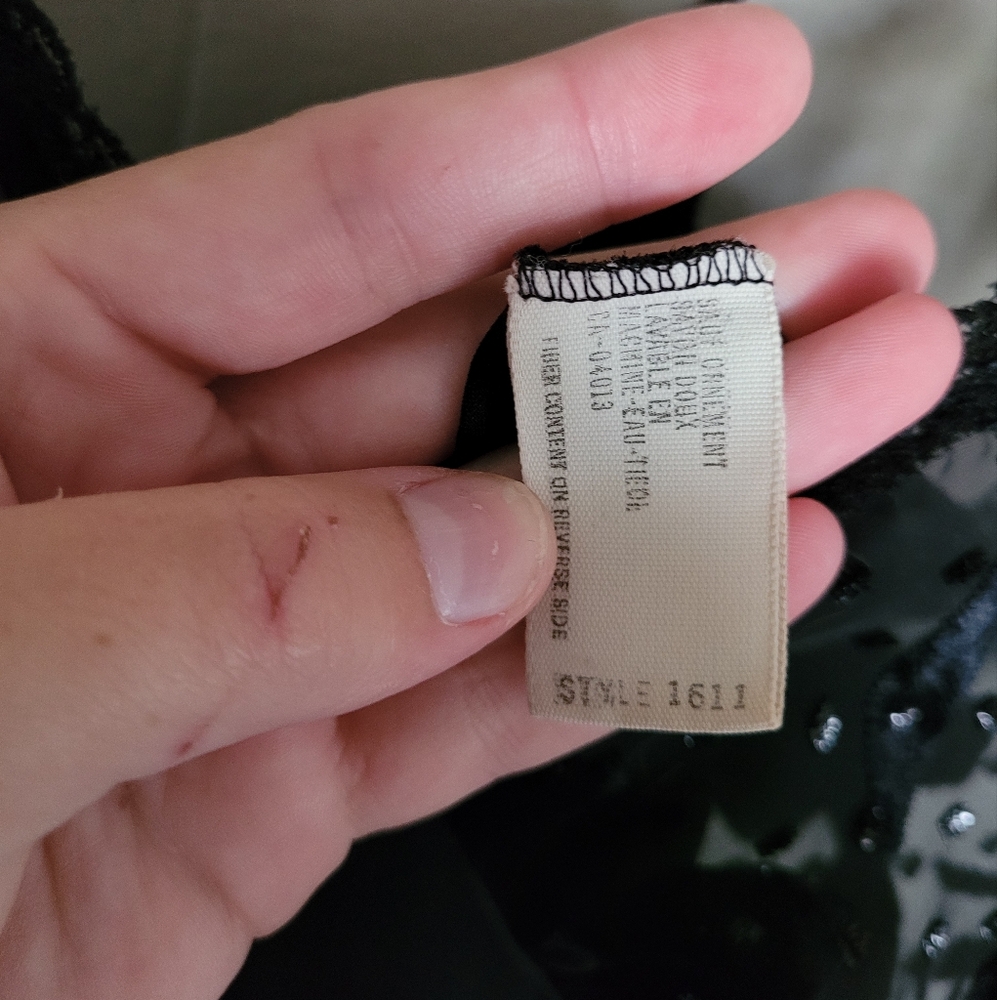 SAUF ORNEMENT
SAVON DOUX
LAVABLE EN
MACHINE-EAU-TIEDE
CA-04013
FIBER CONTENT ON REVERSE SIDE
STYLE 1611